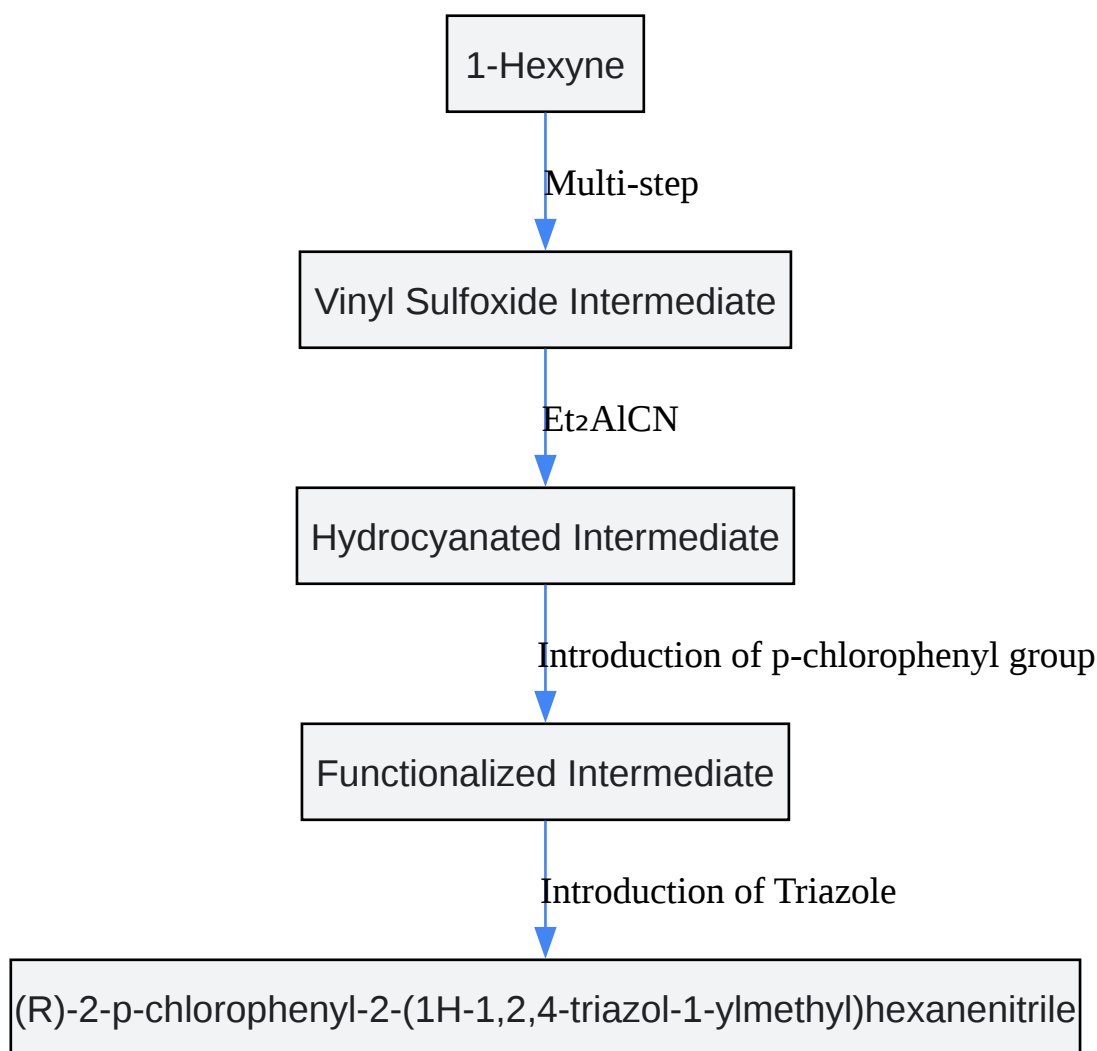 1-Hexyne
Multi-step
Vinyl Sulfoxide Intermediate
Et₂AlCN
Hydrocyanated Intermediate
Introduction of p-chlorophenyl group
Functionalized Intermediate
Introduction of Triazole
(R)-2-p-chlorophenyl-2-(1H-1,2,4-triazol-1-ylmethyl)hexanenitrile